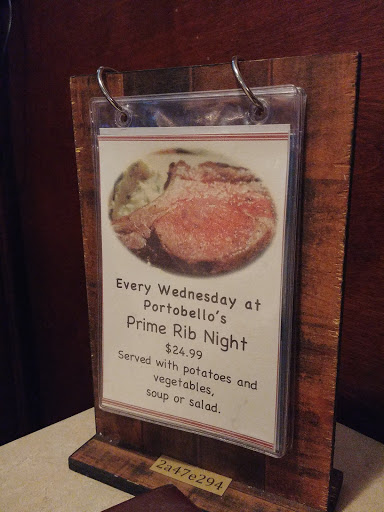 Every Wednesday at
Portobello's
Prime Rib Night
$24.99
Served with potatoes and
vegetables,
soup or salad.
2a47e294